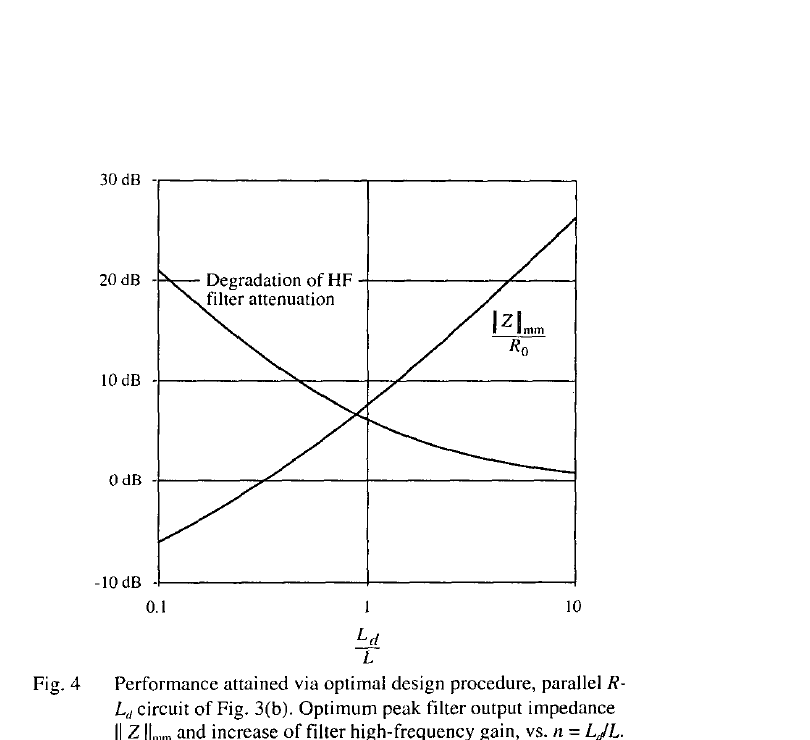 30 dB
20 dB
Degradation of HF
filter attenuation
‖Z‖mm
R0
10 dB
0 dB
-10 dB
0.1
1
10
Ld
L
Fig. 4 Performance attained via optimal design procedure, parallel R-
Ld circuit of Fig. 3(b). Optimum peak filter output impedance
‖ Z ‖mm and increase of filter high-frequency gain, vs. n = Ld/L.